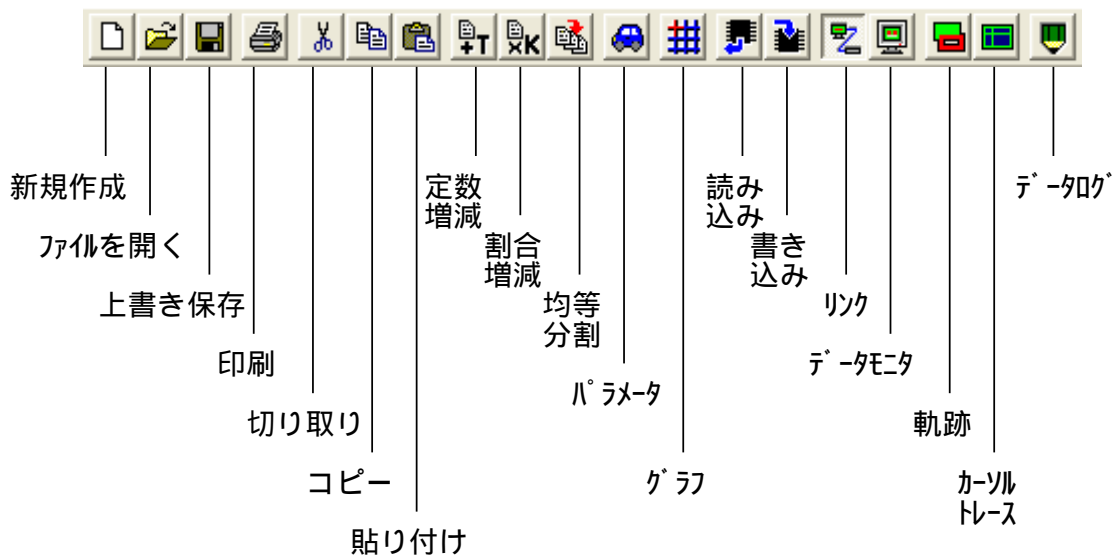 +T
×K
新規作成
ファイルを開く
上書き保存
印刷
切り取り
コピー
貼り付け
定数
増減
割合
増減
均等
分割
パラメータ
グラフ
読み
込み
書き
込み
リンク
データモニタ
軌跡
カーソル
トレース
データログ